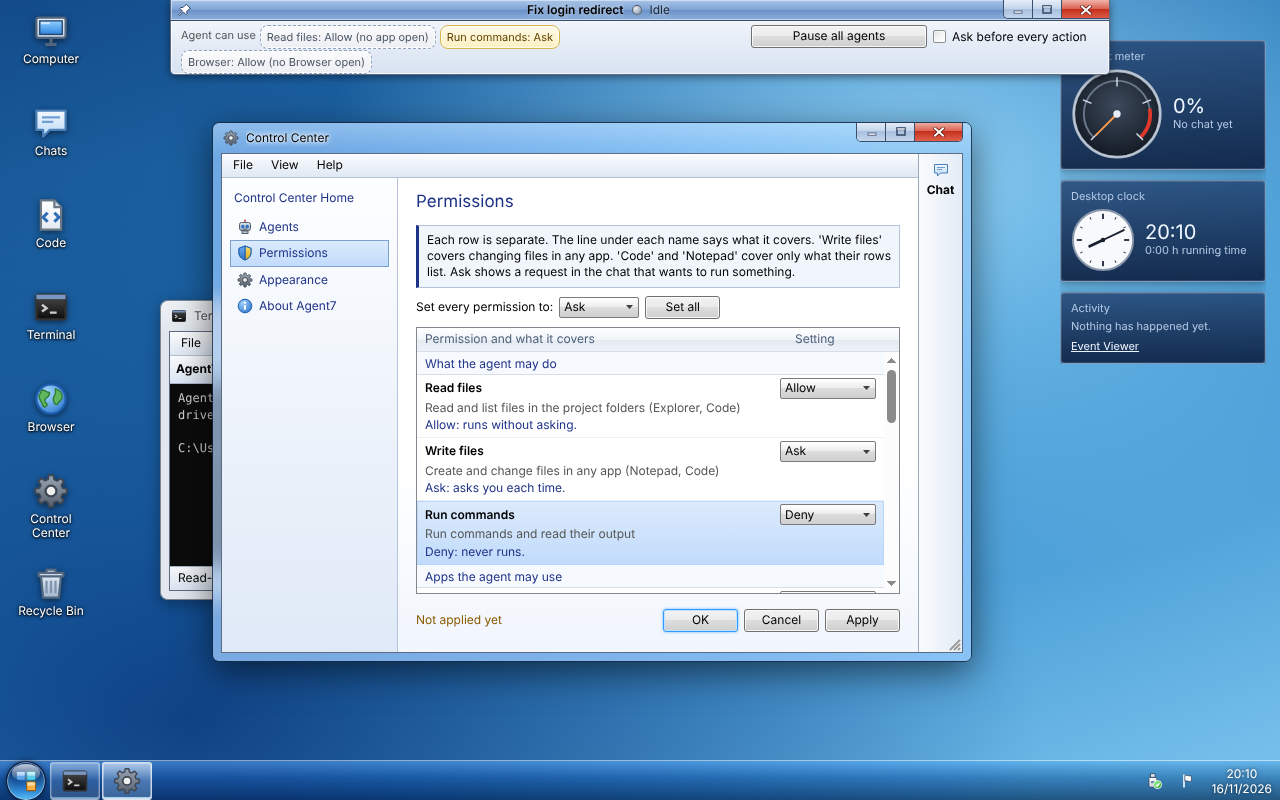 Fix login redirect
Idle
Agent can use
Read files: Allow (no app open)
Run commands: Ask
Browser: Allow (no Browser open)
Pause all agents
Ask before every action
Computer
Chats
Code
Terminal
Browser
Control
Center
Recycle Bin
meter
0%
No chat yet
Desktop clock
20:10
0:00 h running time
Activity
Nothing has happened yet.
Event Viewer
File
Agent
drive
C:\Us
Read-
Control Center
File View Help
Control Center Home
Agents
Permissions
Appearance
About Agent7
Permissions
Each row is separate. The line under each name says what it covers. 'Write files'
covers changing files in any app. 'Code' and 'Notepad' cover only what their rows
list. Ask shows a request in the chat that wants to run something.
Set every permission to: Ask Set all
Permission and what it covers Setting
What the agent may do
Read files Allow
Read and list files in the project folders (Explorer, Code)
Allow: runs without asking.
Write files Ask
Create and change files in any app (Notepad, Code)
Ask: asks you each time.
Run commands Deny
Run commands and read their output
Deny: never runs.
Apps the agent may use
Not applied yet
OK Cancel Apply
Chat
20:10
16/11/2026